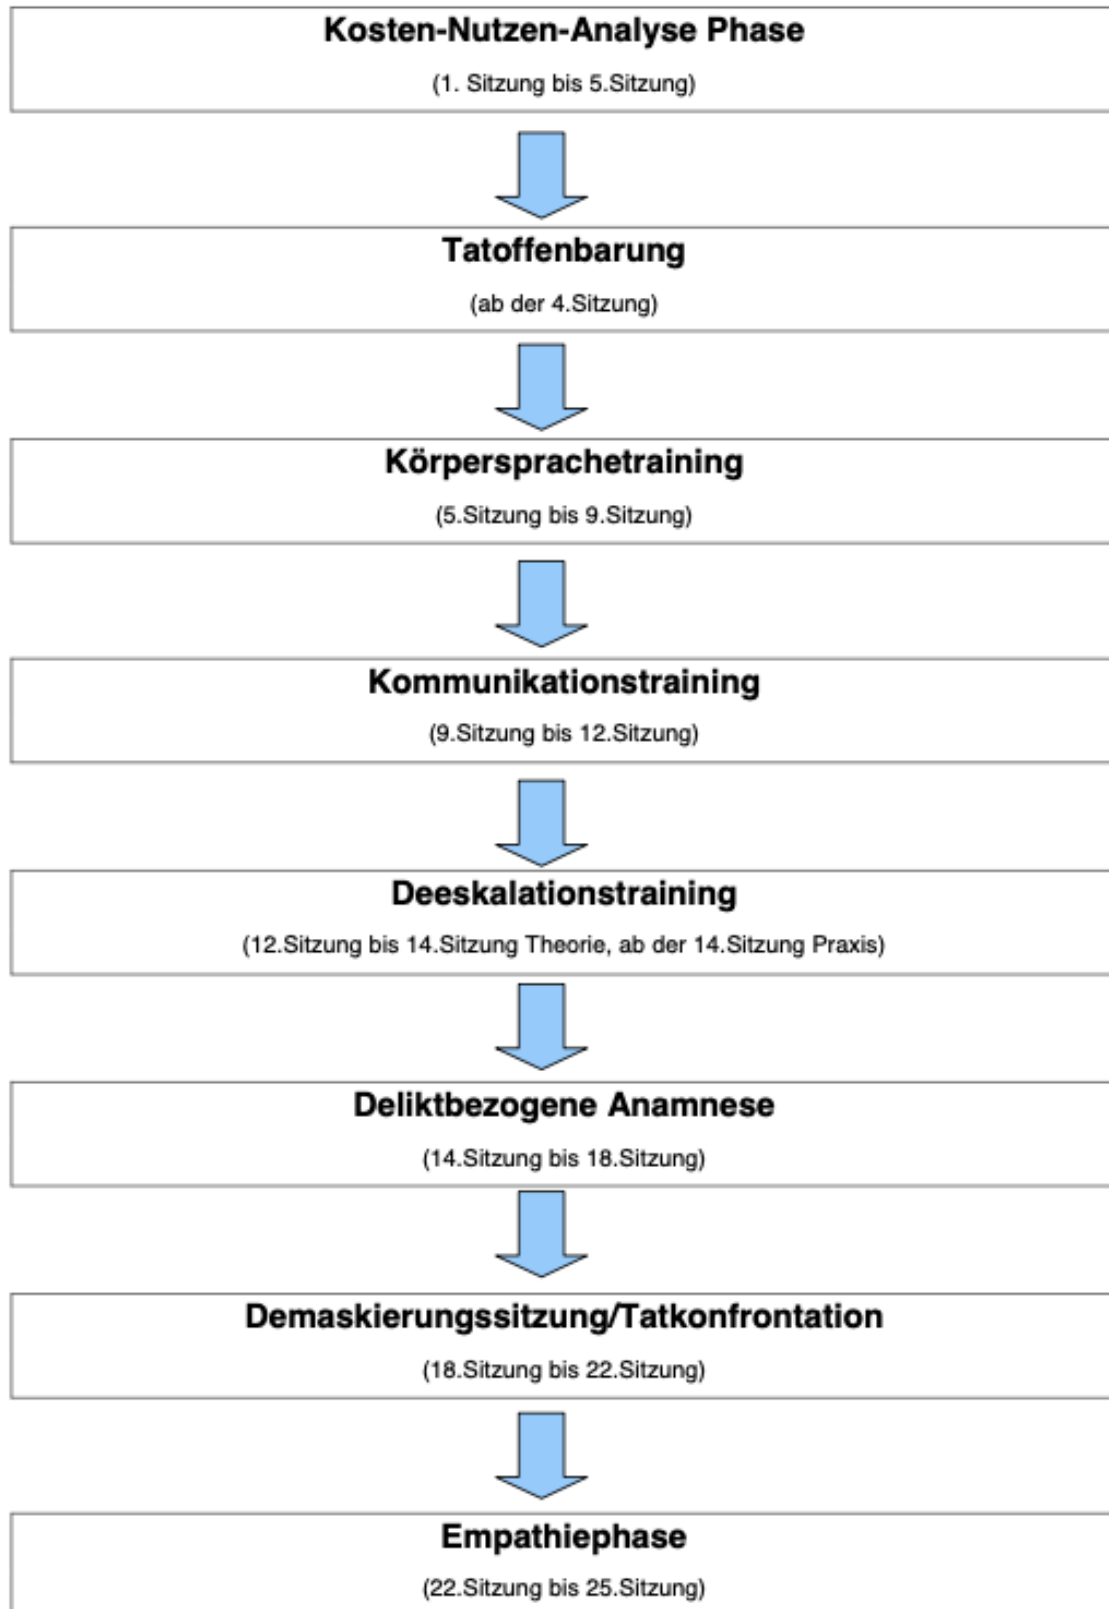 Kosten-Nutzen-Analyse Phase
(1. Sitzung bis 5.Sitzung)
Tatoffenbarung
(ab der 4.Sitzung)
Körpersprachetraining
(5.Sitzung bis 9.Sitzung)
Kommunikationstraining
(9.Sitzung bis 12.Sitzung)
Deeskalationstraining
(12.Sitzung bis 14.Sitzung Theorie, ab der 14.Sitzung Praxis)
Deliktbezogene Anamnese
(14.Sitzung bis 18.Sitzung)
Demaskierungssitzung/Tatkonfrontation
(18.Sitzung bis 22.Sitzung)
Empathiephase
(22.Sitzung bis 25.Sitzung)